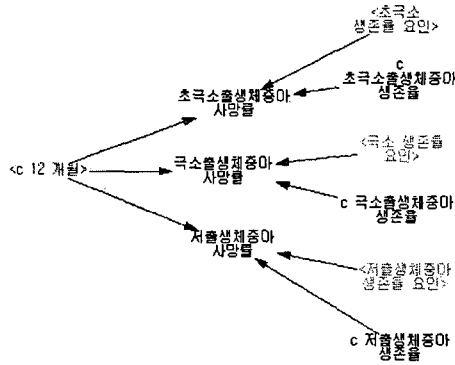 <초극소
생존율 요인>
c
초극소출생체중아
생존율
초극소출생체중아
사망률
<극소 생존율
요인>
<c 12 개월>
극소출생체중아
사망률
c 극소출생체중아
생존율
저출생체중아
사망률
<저출생체중아
생존율 요인>
c 저출생체중아
생존율